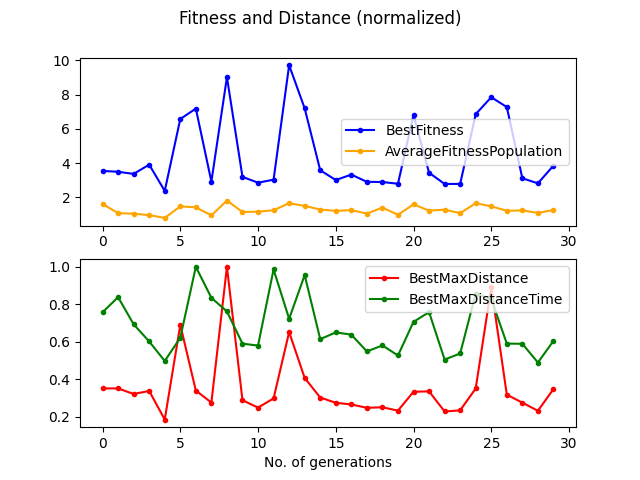 Fitness and Distance (normalized)
10
8
6
4
2
BestFitness
AverageFitnessPopulation
0 5 10 15 20 25 30
1.0
0.8
0.6
0.4
0.2
BestMaxDistance
BestMaxDistanceTime
0 5 10 15 20 25 30
No. of generations